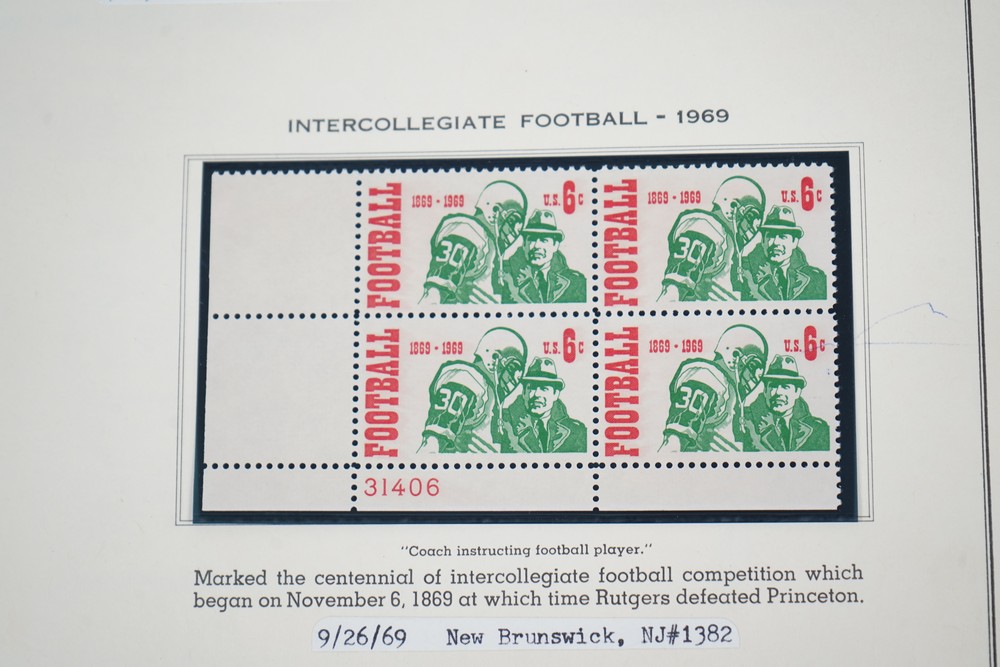 INTERCOLLEGIATE FOOTBALL - 1969
FOOTBALL 1869 - 1969 U.S. 6c 30
FOOTBALL 1869 - 1969 U.S. 6c 30
FOOTBALL 1869 - 1969 U.S. 6c 30
FOOTBALL 1869 - 1969 U.S. 6c 30
31406
"Coach instructing football player."
Marked the centennial of intercollegiate football competition which
began on November 6, 1869 at which time Rutgers defeated Princeton.
9/26/69 New Brunswick, NJ#1382